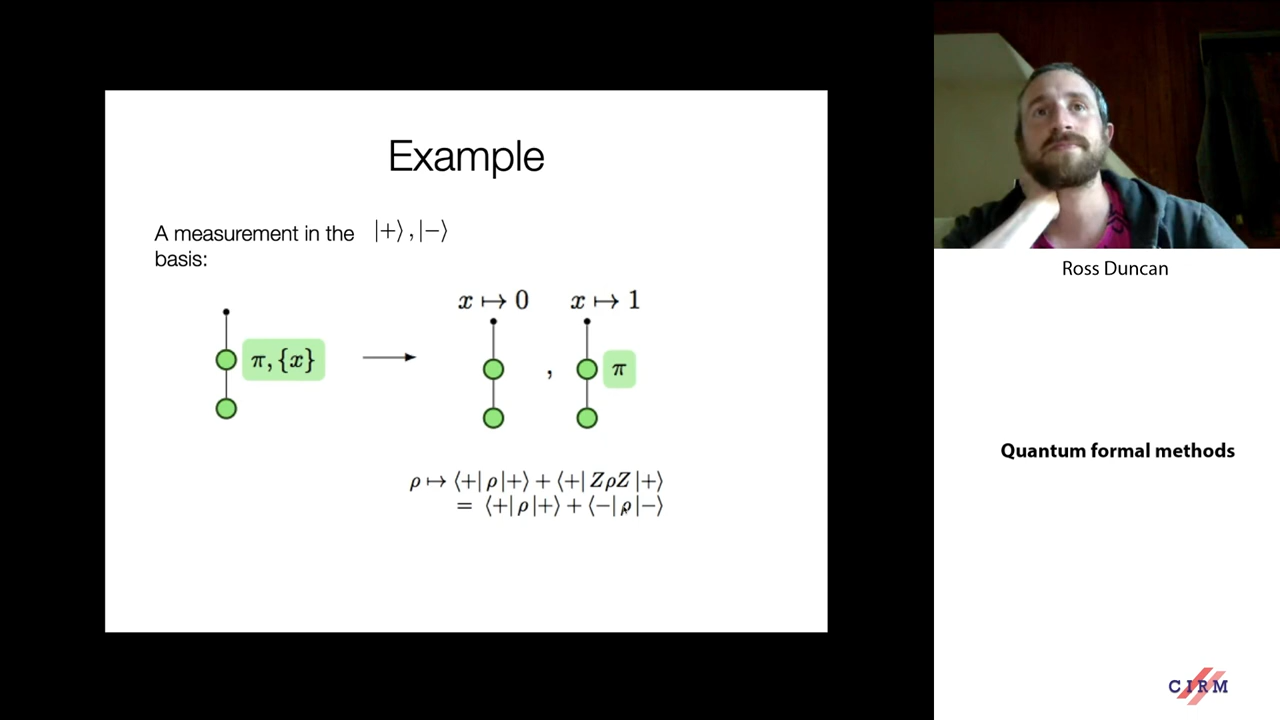 Example
A measurement in the |+⟩, |−⟩
basis:
x ↦ 0 x ↦ 1
π, {x} , π
ρ ↦ ⟨+| ρ |+⟩ + ⟨+| ZρZ |+⟩
= ⟨+| ρ |+⟩ + ⟨−| ρ |−⟩
Ross Duncan
Quantum formal methods
CIRM